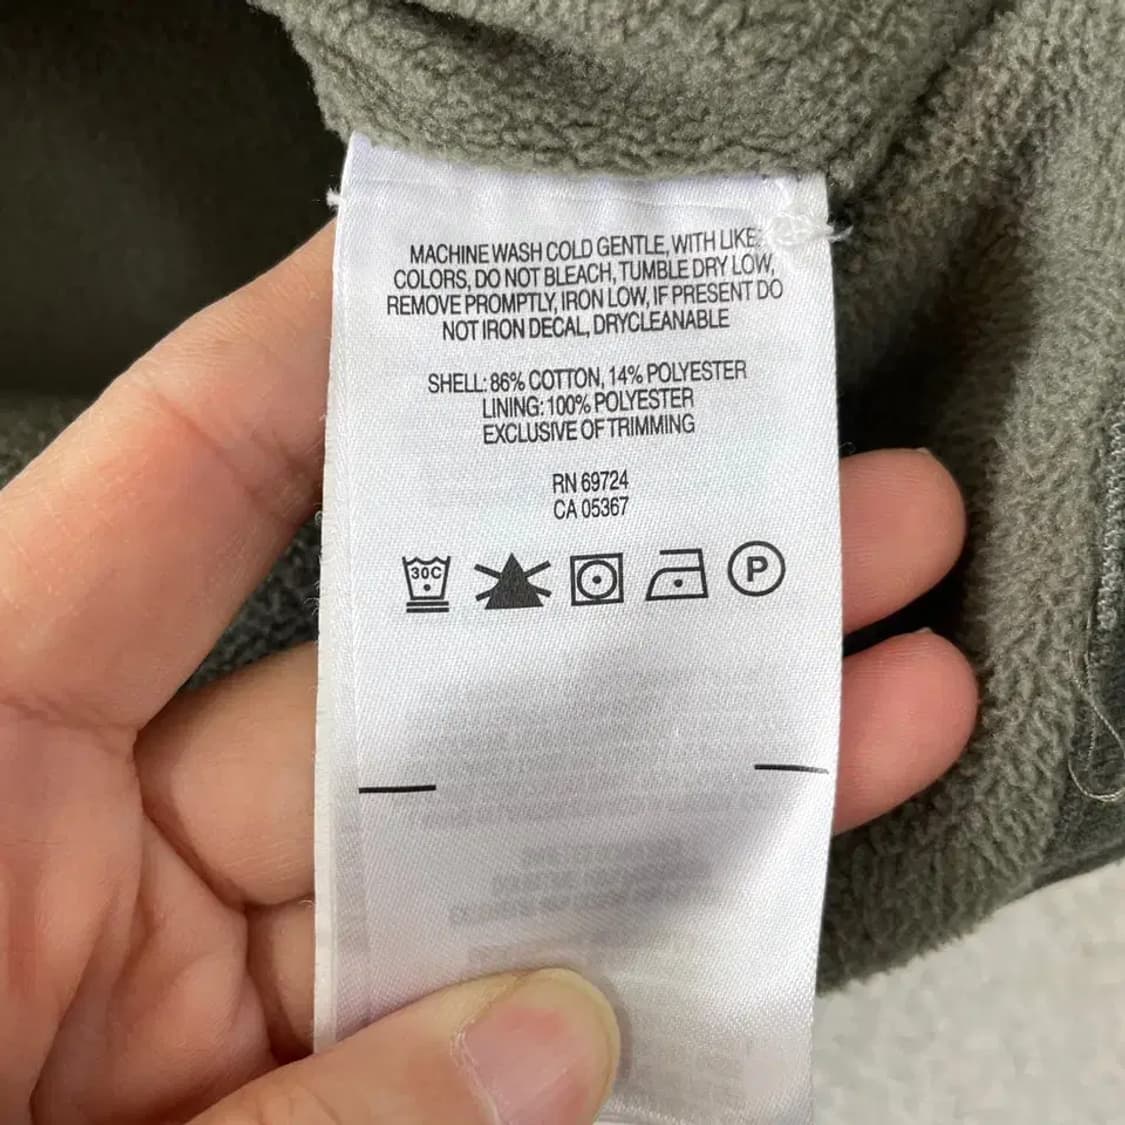 MACHINE WASH COLD GENTLE, WITH LIKE
COLORS, DO NOT BLEACH, TUMBLE DRY LOW,
REMOVE PROMPTLY, IRON LOW, IF PRESENT DO
NOT IRON DECAL, DRYCLEANABLE
SHELL: 86% COTTON, 14% POLYESTER
LINING: 100% POLYESTER
EXCLUSIVE OF TRIMMING
RN 69724
CA 05367
30C P